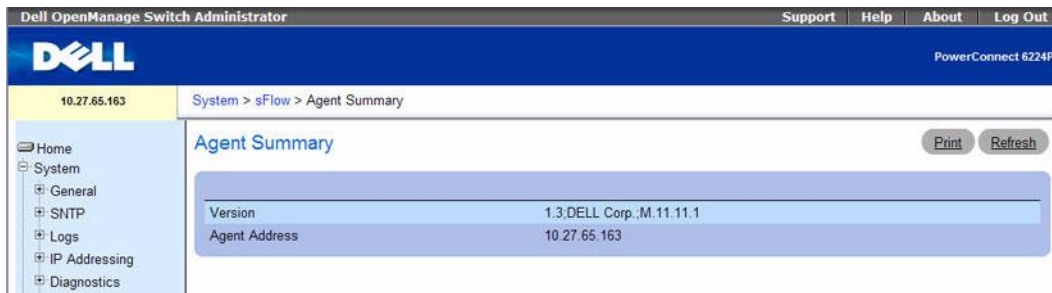 Dell OpenManage Switch Administrator
Support Help About Log Out
DELL
PowerConnect 6224P
10.27.65.163
System > sFlow > Agent Summary
Home
System
General
SNTP
Logs
IP Addressing
Diagnostics
Agent Summary
Print Refresh
Version 1.3;DELL Corp.;M.11.11.1
Agent Address 10.27.65.163